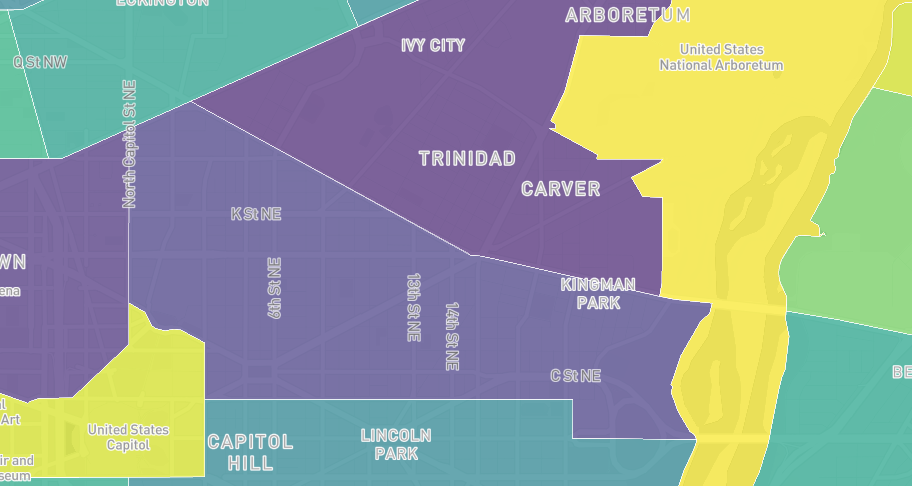 ECKINGTON
ARBORETUM
IVY CITY
United States
National Arboretum
Q St NW
North Capitol St NE
TRINIDAD
CARVER
K St NE
WN
ena
6th St NE
13th St NE
14th St NE
KINGMAN
PARK
C St NE
BE
al
Art
United States
Capitol
CAPITOL
HILL
LINCOLN
PARK
ir and
seum